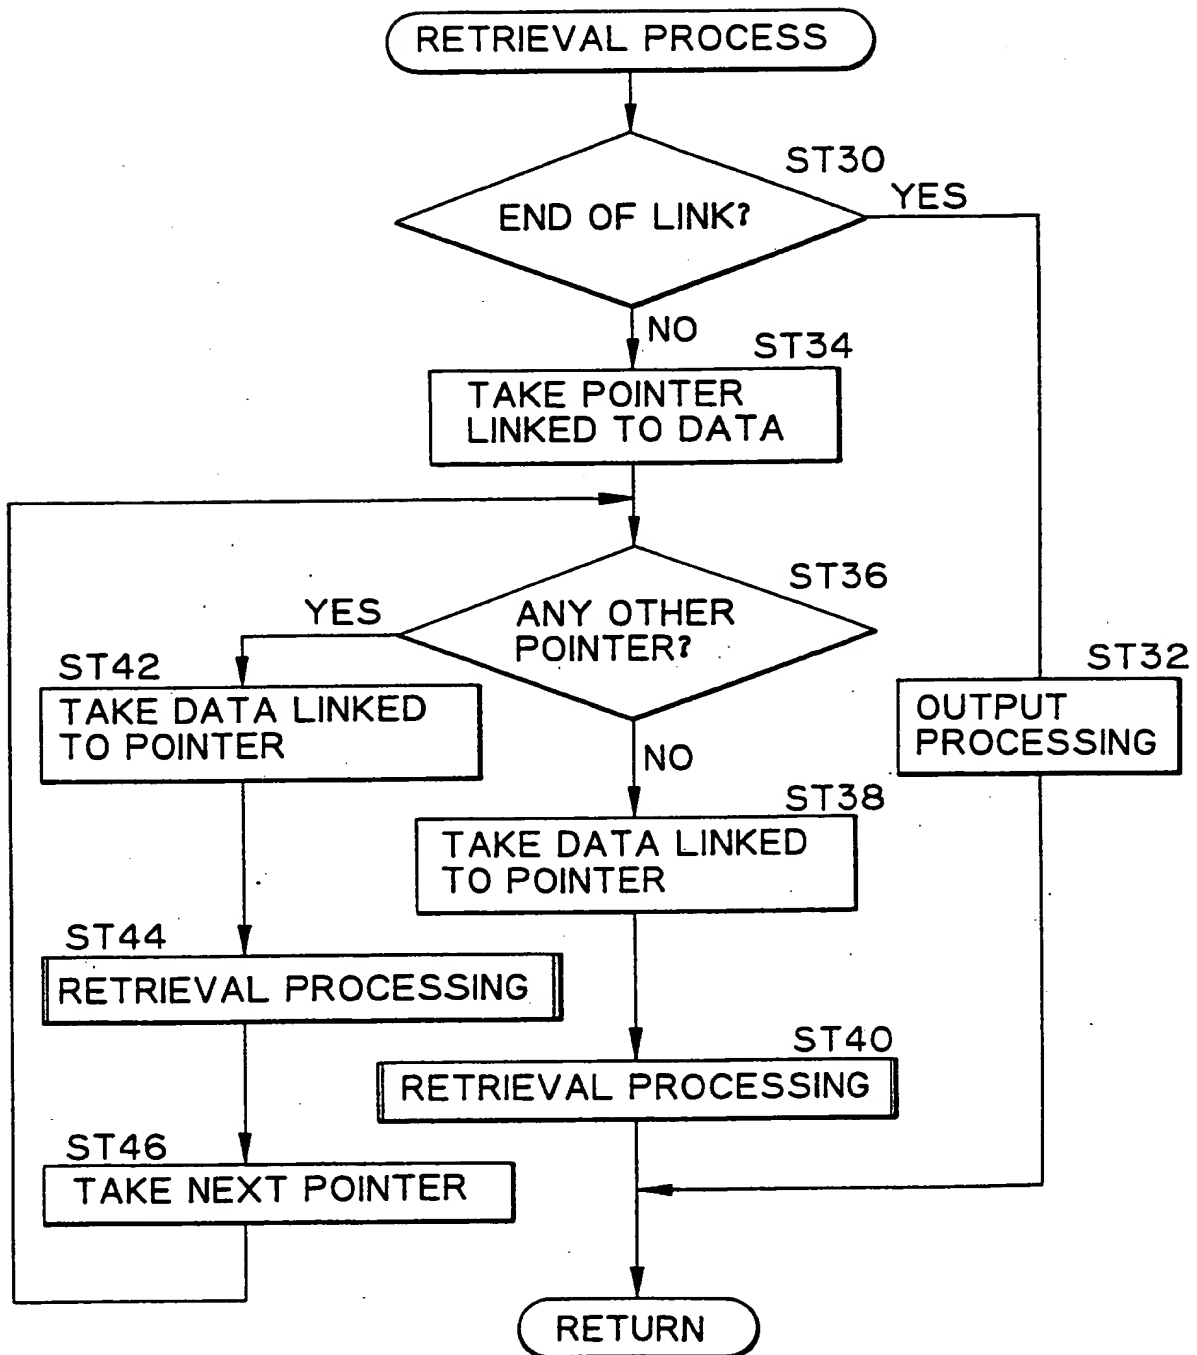 RETRIEVAL PROCESS
ST30
YES
END OF LINK?
NO
ST34
TAKE POINTER
LINKED TO DATA
ST36
YES
ANY OTHER
POINTER?
ST42
TAKE DATA LINKED
TO POINTER
ST32
OUTPUT
PROCESSING
NO
ST38
TAKE DATA LINKED
TO POINTER
ST44
RETRIEVAL PROCESSING
ST40
RETRIEVAL PROCESSING
ST46
TAKE NEXT POINTER
RETURN